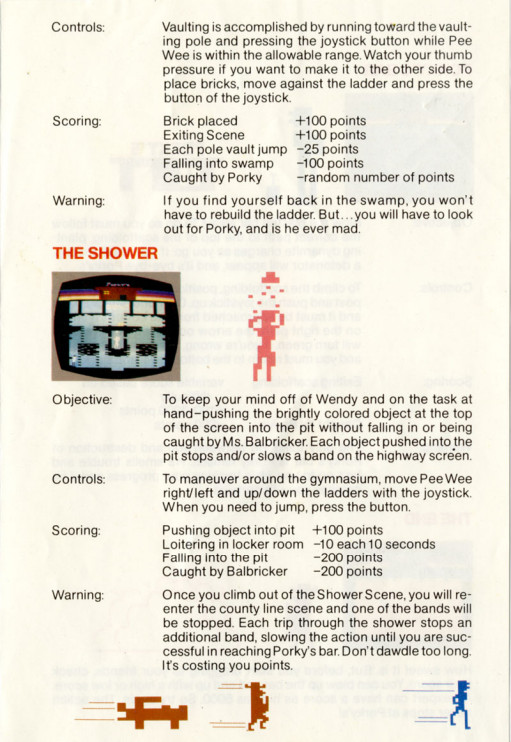 Controls: Vaulting is accomplished by running toward the vault-
ing pole and pressing the joystick button while Pee
Wee is within the allowable range. Watch your thumb
pressure if you want to make it to the other side. To
place bricks, move against the ladder and press the
button of the joystick.
Scoring: Brick placed +100 points
Exiting Scene +100 points
Each pole vault jump –25 points
Falling into swamp –100 points
Caught by Porky –random number of points
Warning: If you find yourself back in the swamp, you won't
have to rebuild the ladder. But...you will have to look
out for Porky, and is he ever mad.
THE SHOWER
Objective: To keep your mind off of Wendy and on the task at
hand–pushing the brightly colored object at the top
of the screen into the pit without falling in or being
caught by Ms. Balbricker. Each object pushed into the
pit stops and/or slows a band on the highway screen.
Controls: To maneuver around the gymnasium, move Pee Wee
right/left and up/down the ladders with the joystick.
When you need to jump, press the button.
Scoring: Pushing object into pit +100 points
Loitering in locker room –10 each 10 seconds
Falling into the pit –200 points
Caught by Balbricker –200 points
Warning: Once you climb out of the Shower Scene, you will re-
enter the county line scene and one of the bands will
be stopped. Each trip through the shower stops an
additional band, slowing the action until you are suc-
cessful in reaching Porky's bar. Don't dawdle too long.
It's costing you points.